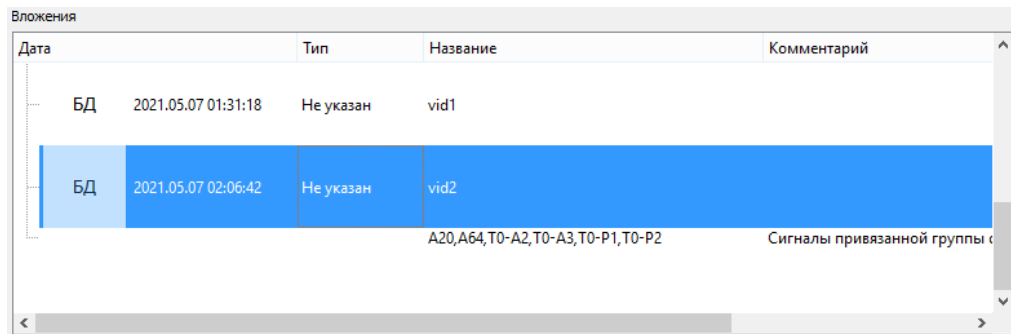 Вложения
Дата Тип Название Комментарий
БД 2021.05.07 01:31:18 Не указан vid1
БД 2021.05.07 02:06:42 Не указан vid2
A20,A64,T0-A2,T0-A3,T0-P1,T0-P2 Сигналы привязанной группы